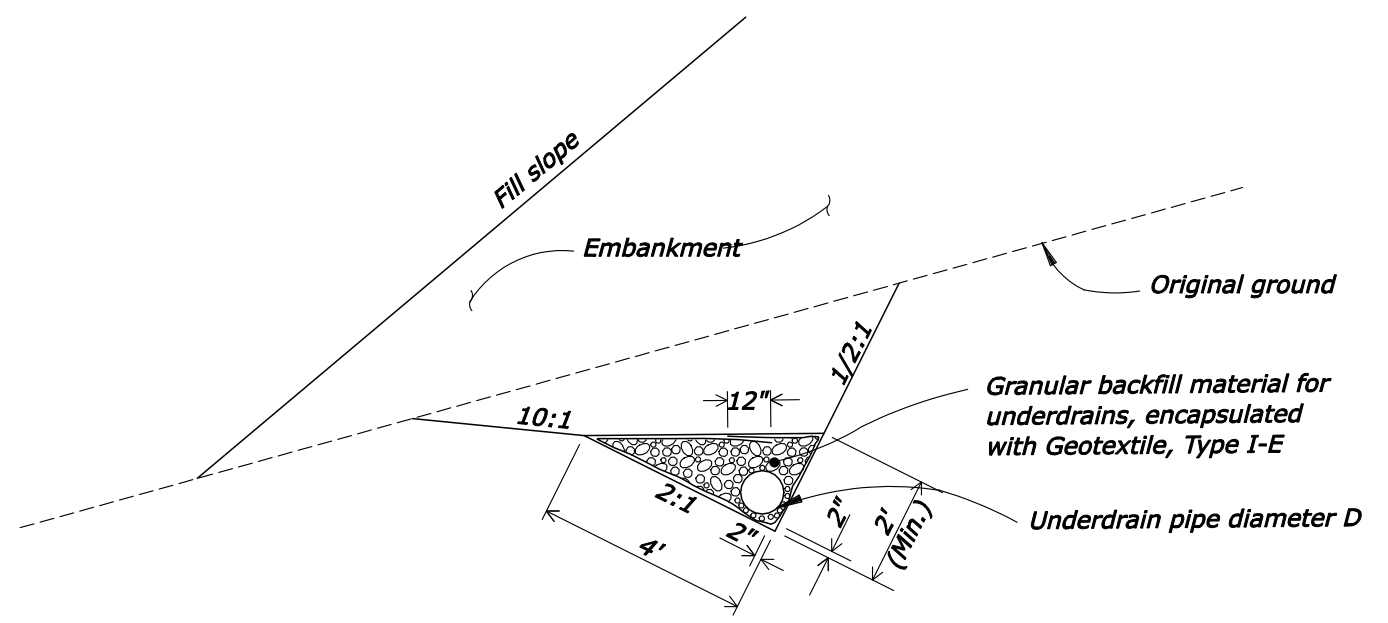 Fill slope
Embankment
Original ground
1/2:1
12"
10:1
Granular backfill material for
underdrains, encapsulated
with Geotextile, Type I-E
2:1
2"
2"
2'
(Min.)
4'
Underdrain pipe diameter D